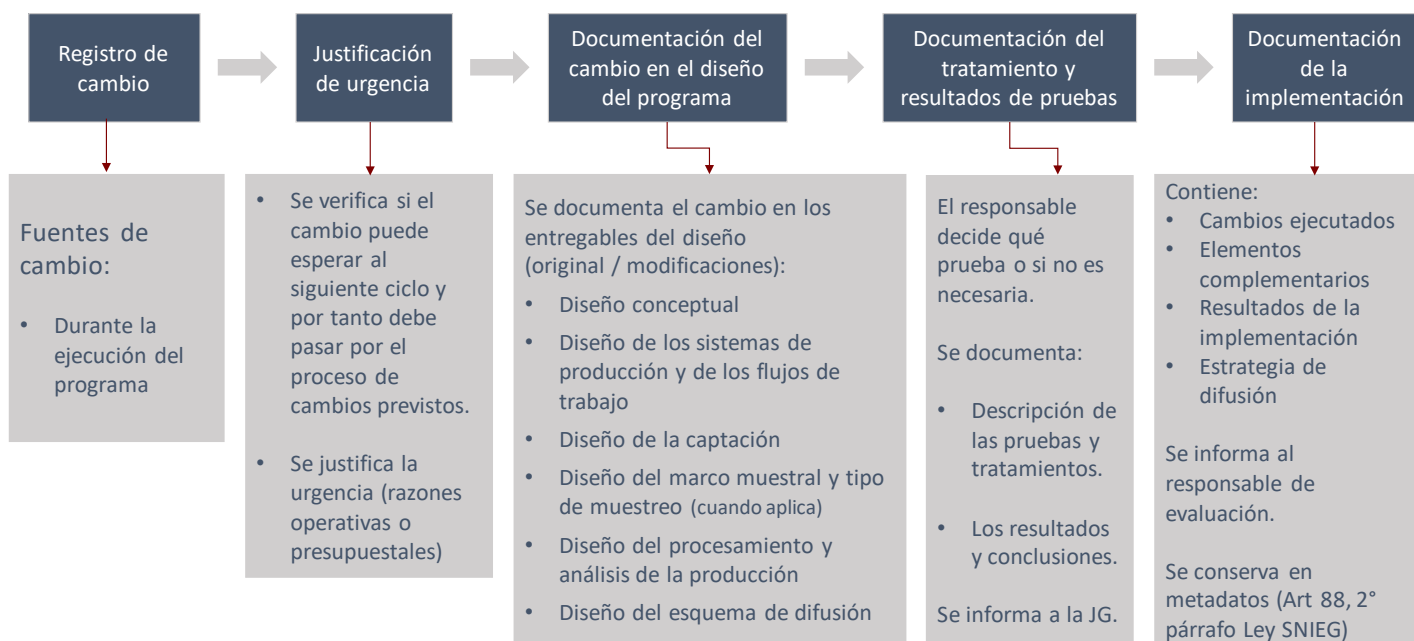 Registro de
cambio
Justificación
de urgencia
Documentación del
cambio en el diseño
del programa
Documentación del
tratamiento y
resultados de pruebas
Documentación
de la
implementación
Fuentes de
cambio:
• Durante la
ejecución del
programa
• Se verifica si el
cambio puede
esperar al
siguiente ciclo y
por tanto debe
pasar por el
proceso de
cambios previstos.
• Se justifica la
urgencia (razones
operativas o
presupuestales)
Se documenta el cambio en los
entregables del diseño
(original / modificaciones):
• Diseño conceptual
• Diseño de los sistemas de
producción y de los flujos de
trabajo
• Diseño de la captación
• Diseño del marco muestral y tipo
de muestreo (cuando aplica)
• Diseño del procesamiento y
análisis de la producción
• Diseño del esquema de difusión
El responsable
decide qué
prueba o si no es
necesaria.
Se documenta:
• Descripción de
las pruebas y
tratamientos.
• Los resultados
y conclusiones.
Se informa a la JG.
Contiene:
• Cambios ejecutados
• Elementos
complementarios
• Resultados de la
implementación
• Estrategia de
difusión
Se informa al
responsable de
evaluación.
Se conserva en
metadatos (Art 88, 2°
párrafo Ley SNIEG)